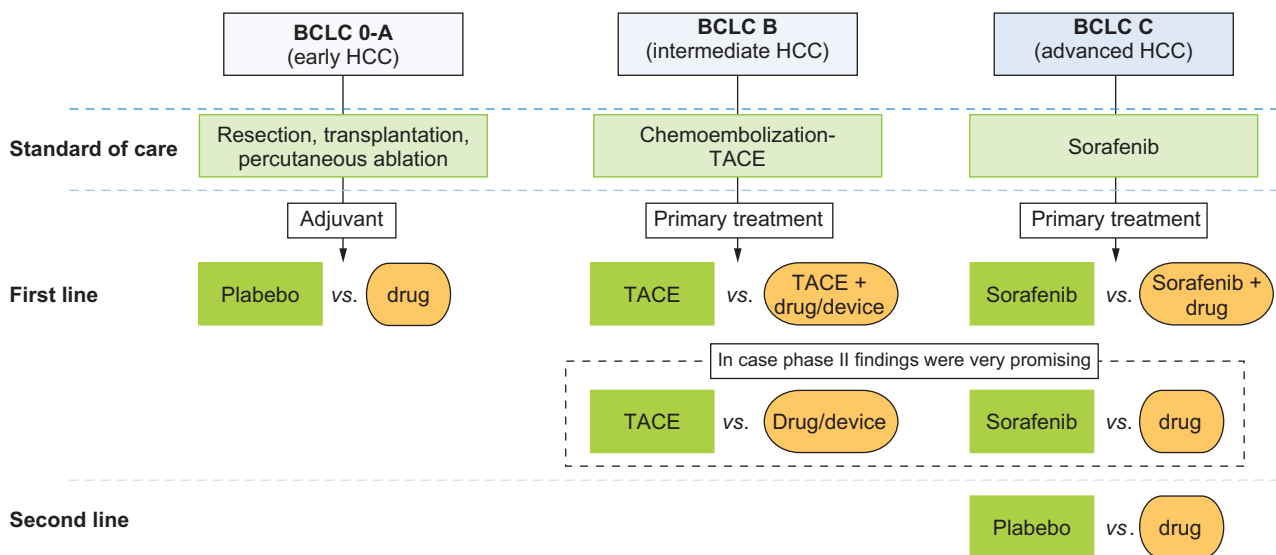 BCLC 0-A
(early HCC)
BCLC B
(intermediate HCC)
BCLC C
(advanced HCC)
Standard of care
Resection, transplantation,
percutaneous ablation
Chemoembolization-
TACE
Sorafenib
Adjuvant
Primary treatment
Primary treatment
First line
Plabebo
vs.
drug
TACE
vs.
TACE +
drug/device
Sorafenib
vs.
Sorafenib +
drug
In case phase II findings were very promising
TACE
vs.
Drug/device
Sorafenib
vs.
drug
Second line
Plabebo
vs.
drug